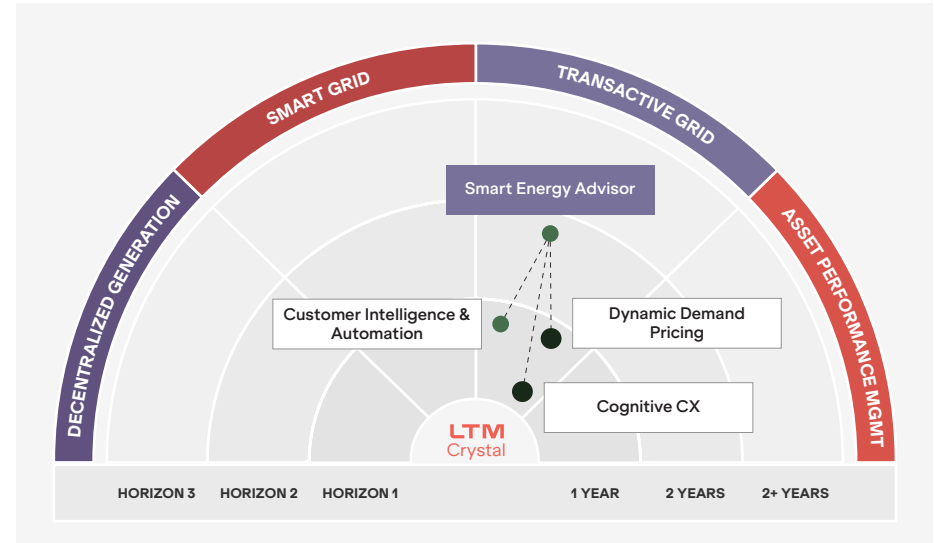 DECENTRALIZED GENERATION
SMART GRID
TRANSACTIVE GRID
ASSET PERFORMANCE MGMT
Smart Energy Advisor
Customer Intelligence &
Automation
Dynamic Demand
Pricing
Cognitive CX
LTM
Crystal
HORIZON 3
HORIZON 2
HORIZON 1
1 YEAR
2 YEARS
2+ YEARS